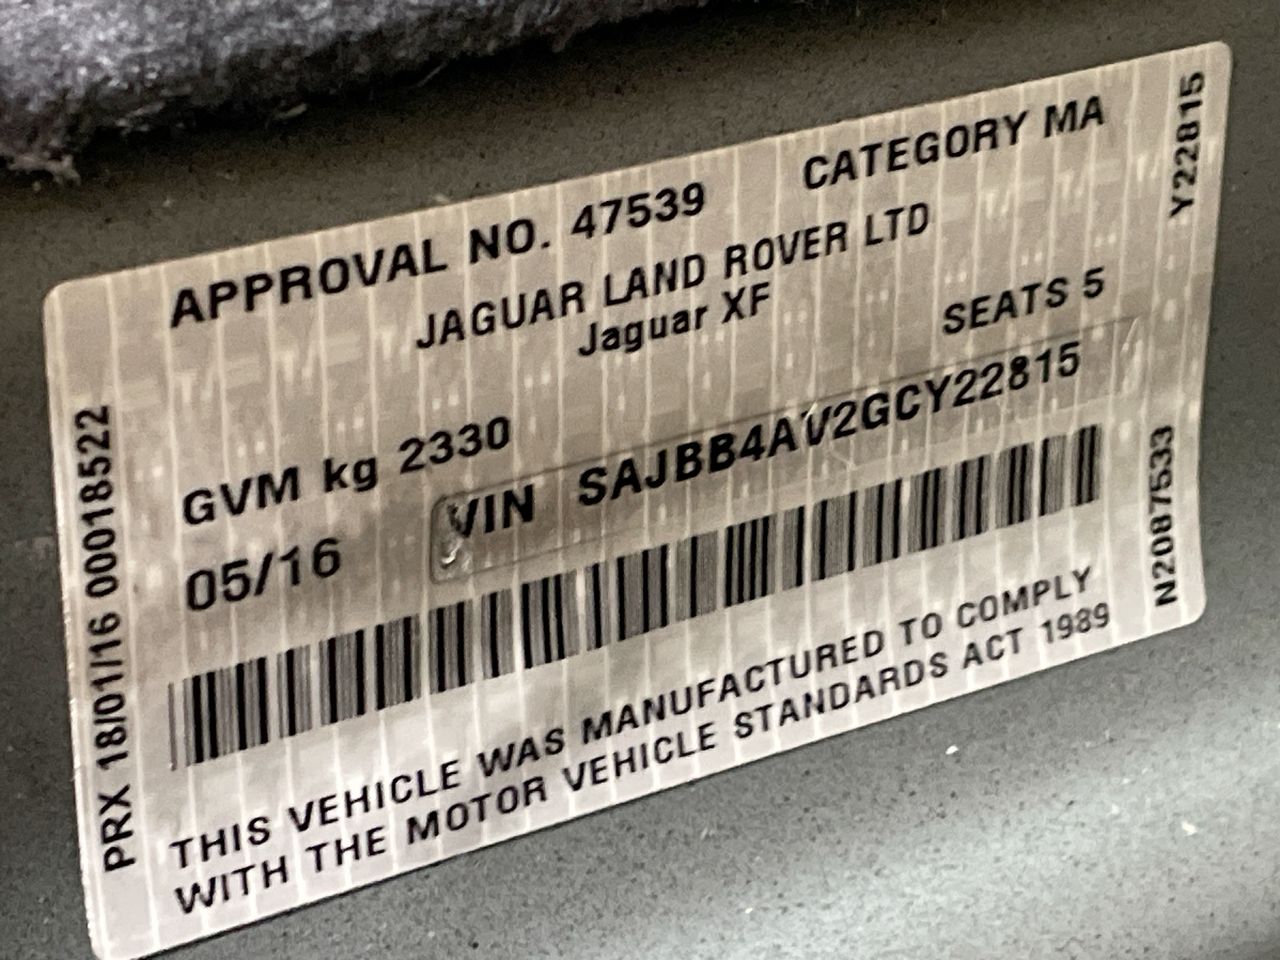 APPROVAL NO. 47539 CATEGORY MA
JAGUAR LAND ROVER LTD
Jaguar XF
SEATS 5
GVM kg 2330
05/16 VIN SAJBB4AV2GCY22815
THIS VEHICLE WAS MANUFACTURED TO COMPLY
WITH THE MOTOR VEHICLE STANDARDS ACT 1989
PRX 18/01/16 00018522
Y22815
N2087533